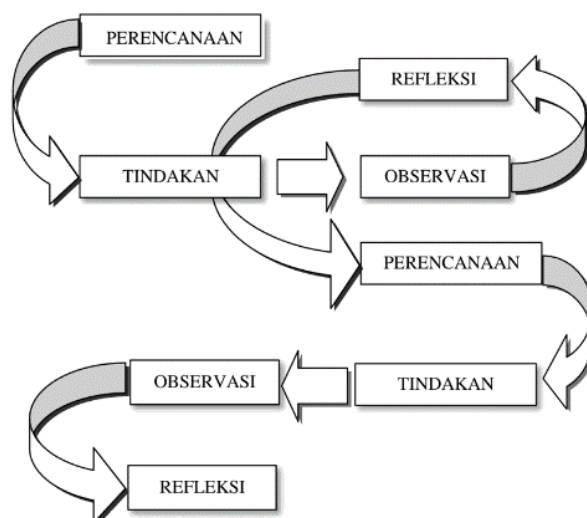 PERENCANAAN
REFLEKSI
TINDAKAN
OBSERVASI
PERENCANAAN
OBSERVASI
TINDAKAN
REFLEKSI